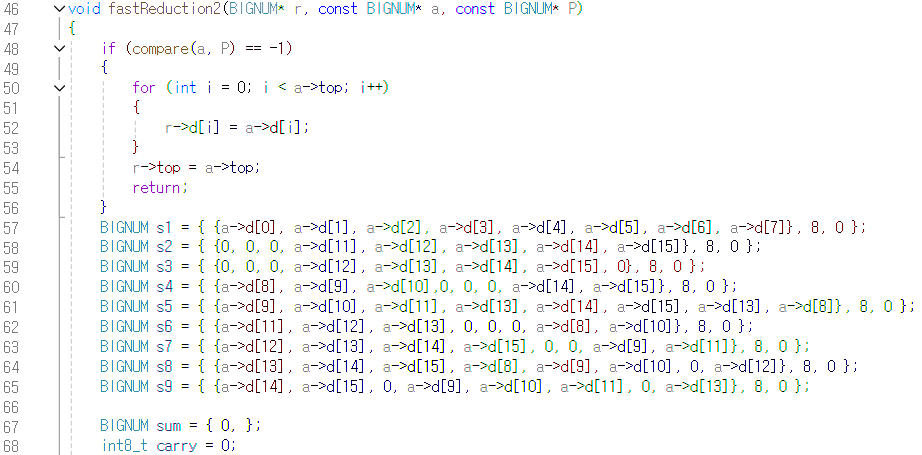 46 void fastReduction2(BIGNUM* r, const BIGNUM* a, const BIGNUM* P)
47 {
48 if (compare(a, P) == -1)
49 {
50 for (int i = 0; i < a->top; i++)
51 {
52 r->d[i] = a->d[i];
53 }
54 r->top = a->top;
55 return;
56 }
57 BIGNUM s1 = { {a->d[0], a->d[1], a->d[2], a->d[3], a->d[4], a->d[5], a->d[6], a->d[7]}, 8, 0 };
58 BIGNUM s2 = { {0, 0, 0, a->d[11], a->d[12], a->d[13], a->d[14], a->d[15]}, 8, 0 };
59 BIGNUM s3 = { {0, 0, 0, a->d[12], a->d[13], a->d[14], a->d[15], 0}, 8, 0 };
60 BIGNUM s4 = { {a->d[8], a->d[9], a->d[10],0, 0, 0, a->d[14], a->d[15]}, 8, 0 };
61 BIGNUM s5 = { {a->d[9], a->d[10], a->d[11], a->d[13], a->d[14], a->d[15], a->d[13], a->d[8]}, 8, 0 };
62 BIGNUM s6 = { {a->d[11], a->d[12], a->d[13], 0, 0, 0, a->d[8], a->d[10]}, 8, 0 };
63 BIGNUM s7 = { {a->d[12], a->d[13], a->d[14], a->d[15], 0, 0, a->d[9], a->d[11]}, 8, 0 };
64 BIGNUM s8 = { {a->d[13], a->d[14], a->d[15], a->d[8], a->d[9], a->d[10], 0, a->d[12]}, 8, 0 };
65 BIGNUM s9 = { {a->d[14], a->d[15], 0, a->d[9], a->d[10], a->d[11], 0, a->d[13]}, 8, 0 };
66
67 BIGNUM sum = { 0, };
68 int8_t carry = 0;